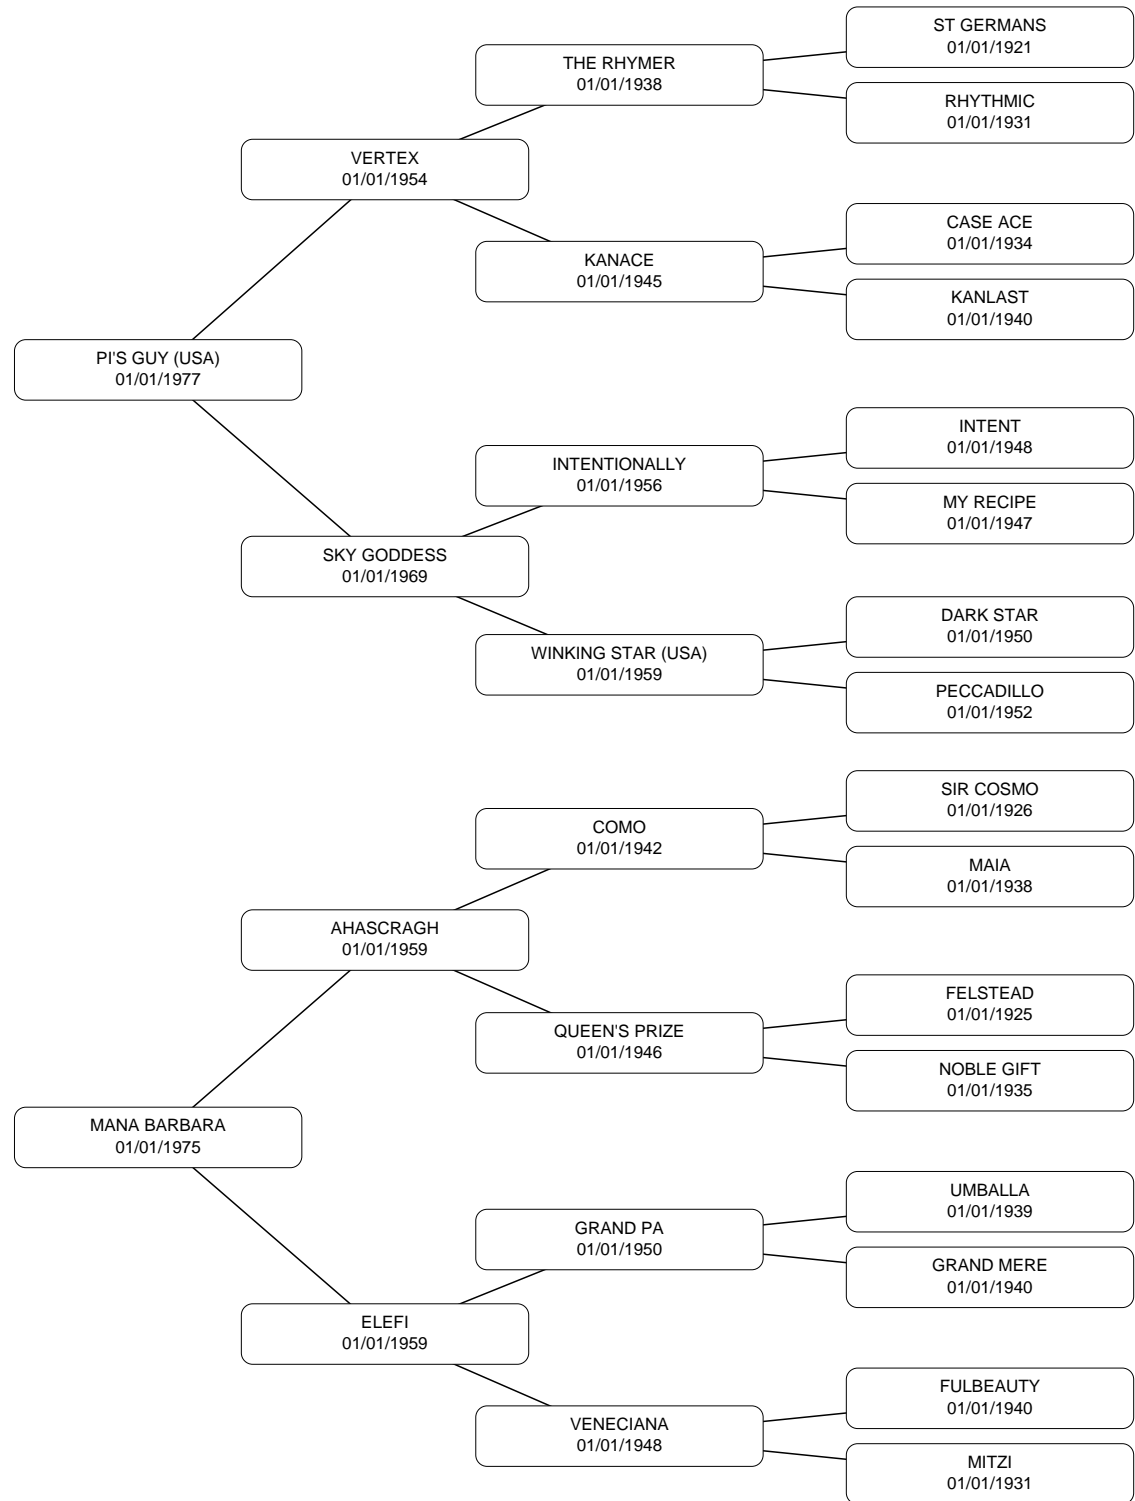 ST GERMANS
01/01/1921
THE RHYMER
01/01/1938
RHYTHMIC
01/01/1931
VERTEX
01/01/1954
CASE ACE
01/01/1934
KANACE
01/01/1945
KANLAST
01/01/1940
PI'S GUY (USA)
01/01/1977
INTENT
01/01/1948
INTENTIONALLY
01/01/1956
MY RECIPE
01/01/1947
SKY GODDESS
01/01/1969
DARK STAR
01/01/1950
WINKING STAR (USA)
01/01/1959
PECCADILLO
01/01/1952
SIR COSMO
01/01/1926
COMO
01/01/1942
MAIA
01/01/1938
AHASCRAGH
01/01/1959
FELSTEAD
01/01/1925
QUEEN'S PRIZE
01/01/1946
NOBLE GIFT
01/01/1935
MANA BARBARA
01/01/1975
UMBALLA
01/01/1939
GRAND PA
01/01/1950
GRAND MERE
01/01/1940
ELEFI
01/01/1959
FULBEAUTY
01/01/1940
VENECIANA
01/01/1948
MITZI
01/01/1931